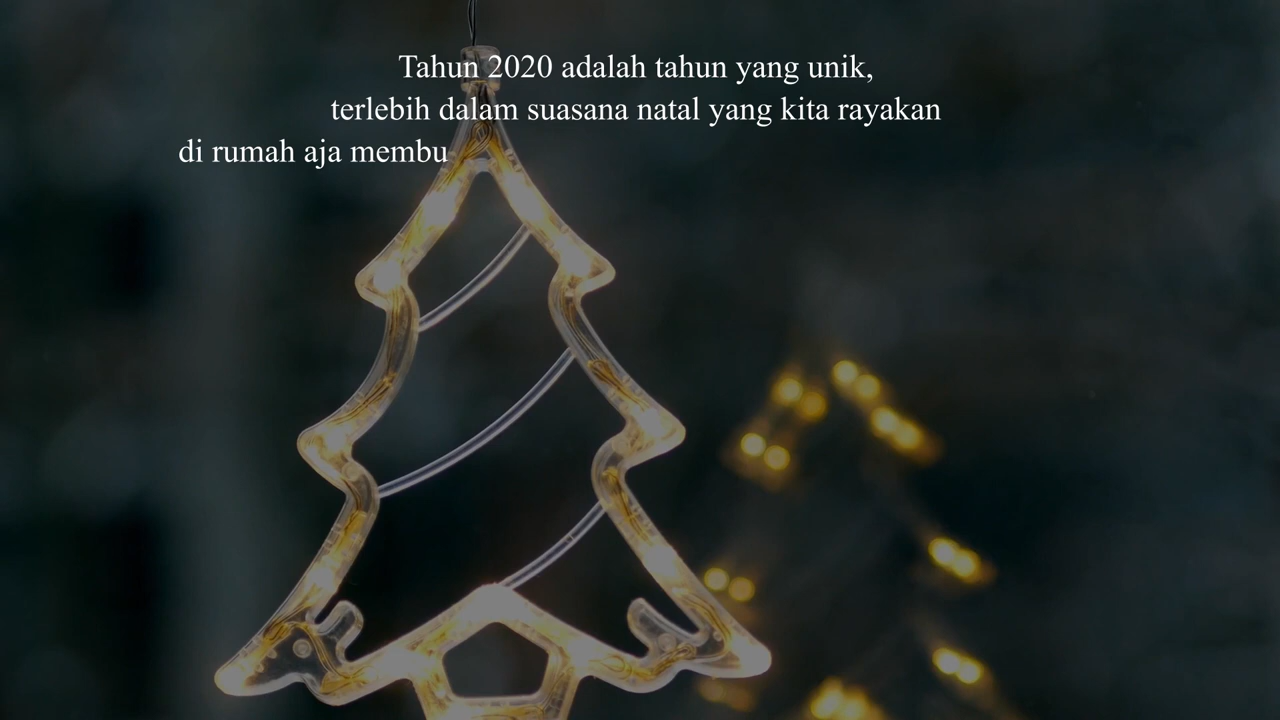 Tahun 2020 adalah tahun yang unik,
terlebih dalam suasana natal yang kita rayakan
di rumah aja membu